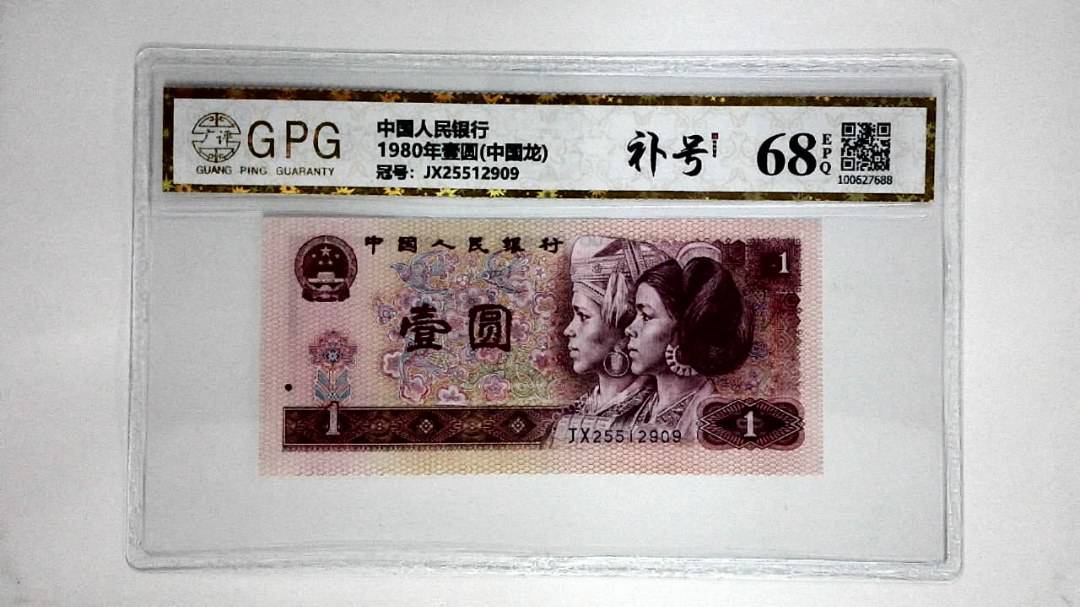 广评
GPG
GUANG PING GUARANTY
中国人民银行
1980年壹圆(中国龙)
冠号：JX25512909
补号
68
EPQ
100627688
中国人民银行
1
壹圆
1
JX25512909
1